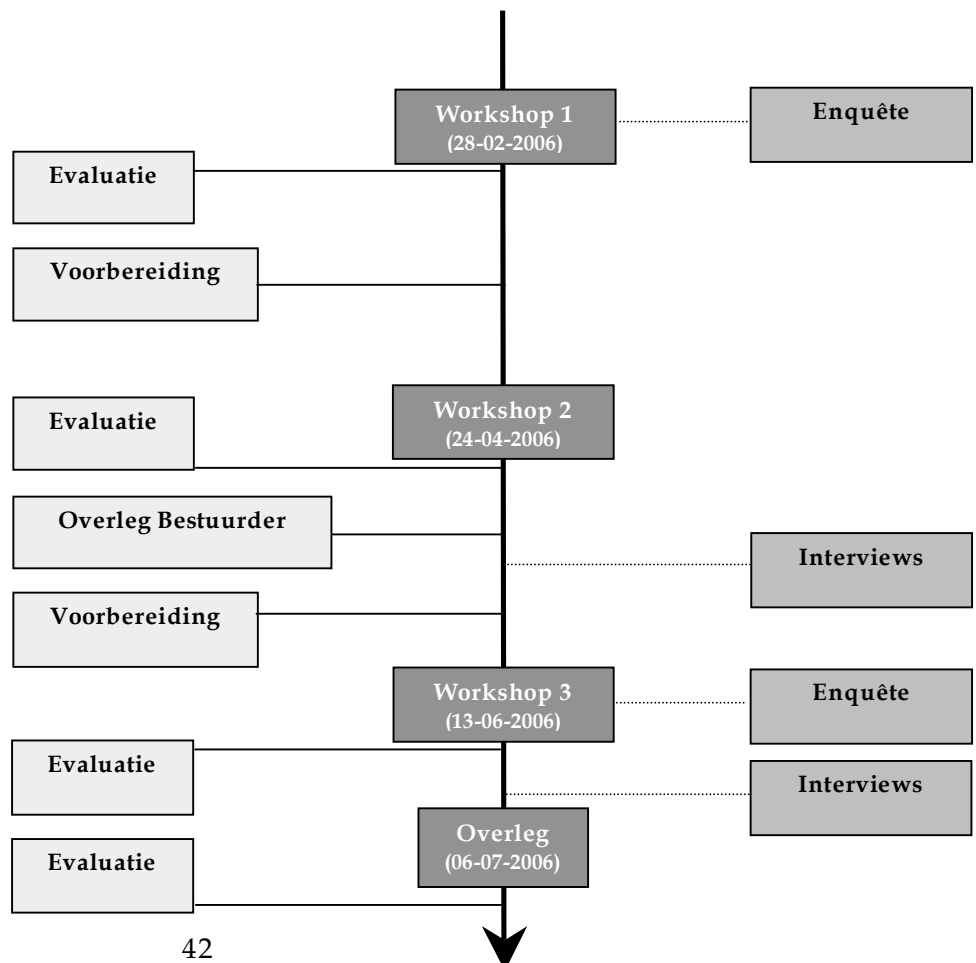 Workshop 1
(28-02-2006)
Enquête
Evaluatie
Voorbereiding
Workshop 2
(24-04-2006)
Evaluatie
Overleg Bestuurder
Interviews
Voorbereiding
Workshop 3
(13-06-2006)
Enquête
Evaluatie
Interviews
Overleg
(06-07-2006)
Evaluatie
42